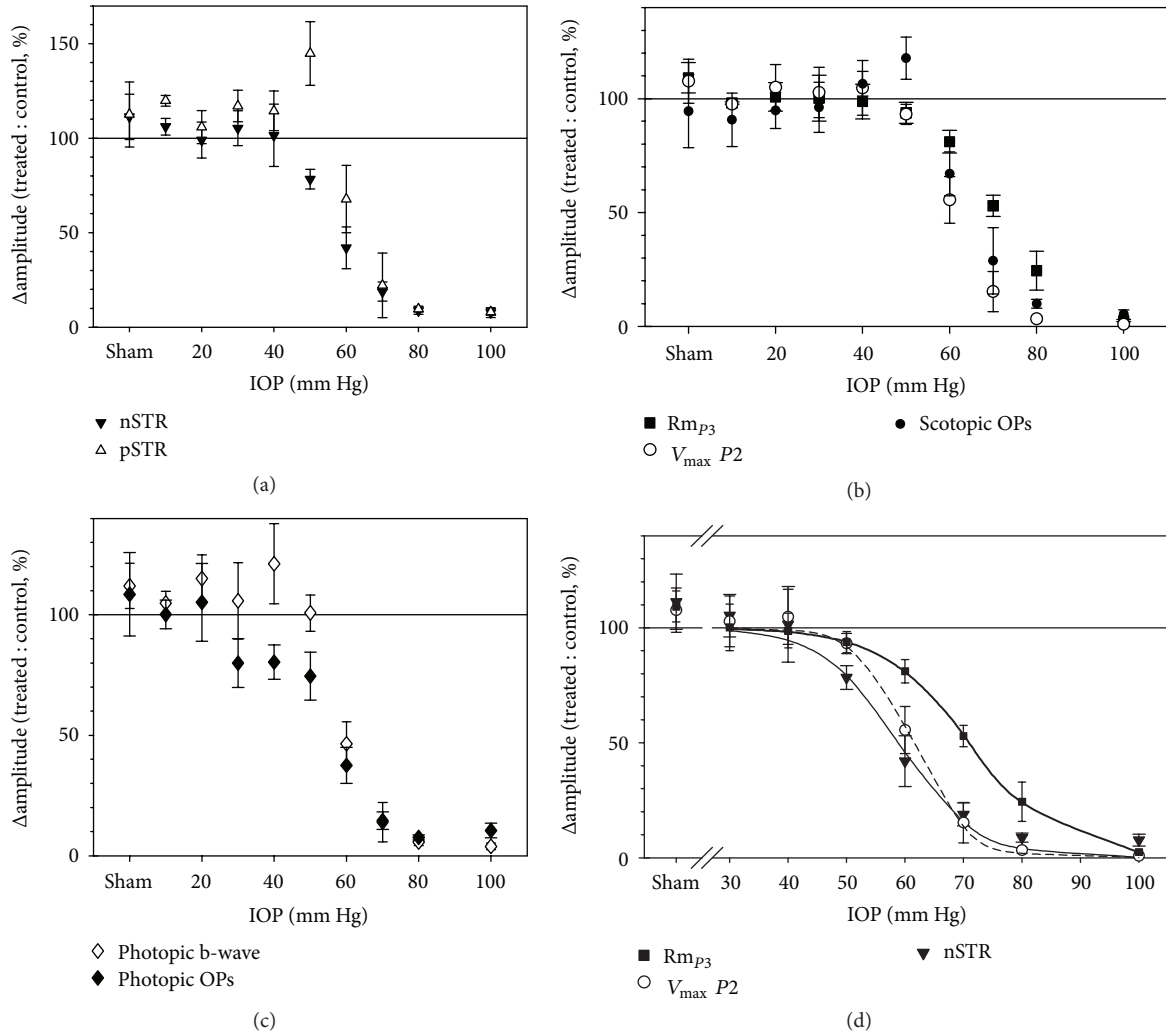 150
100
50
0
Δamplitude (treated : control, %)
Sham 20 40 60 80 100
IOP (mm Hg)
▼ nSTR
△ pSTR
(a)
100
50
0
Δamplitude (treated : control, %)
Sham 20 40 60 80 100
IOP (mm Hg)
■ RmP3 ● Scotopic OPs
○ Vmax P2
(b)
100
50
0
Δamplitude (treated : control, %)
Sham 20 40 60 80 100
IOP (mm Hg)
◇ Photopic b-wave
◆ Photopic OPs
(c)
100
50
0
Δamplitude (treated : control, %)
Sham 30 40 50 60 70 80 90 100
IOP (mm Hg)
■ RmP3 ▼ nSTR
○ Vmax P2
(d)